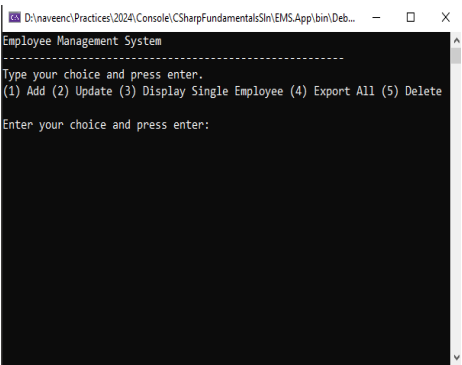 D:\naveenc\Practices\2024\Console\CSharpFundamentalsSln\EMS.App\bin\Deb...
Employee Management System
------------------------------------------------------
Type your choice and press enter.
(1) Add (2) Update (3) Display Single Employee (4) Export All (5) Delete
Enter your choice and press enter: